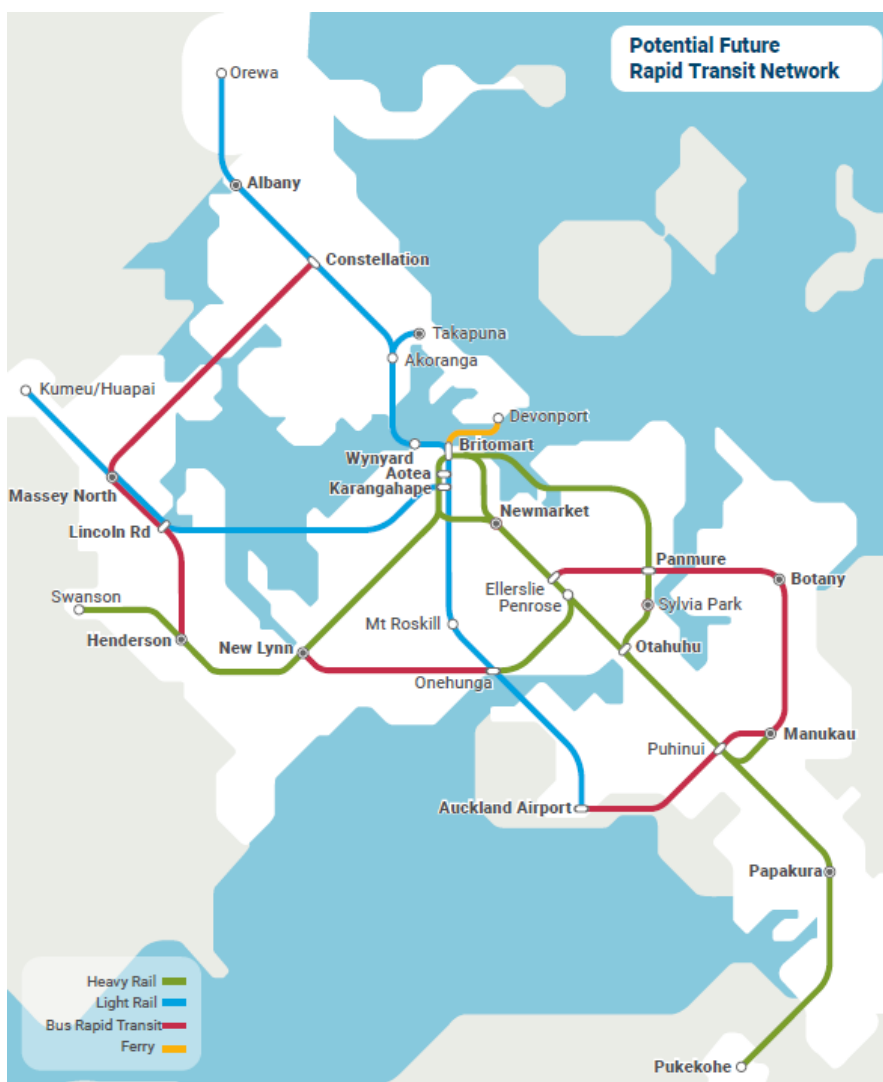 Potential Future
Rapid Transit Network
Orewa
Albany
Constellation
Takapuna
Akoranga
Kumeu/Huapai
Devonport
Britomart
Wynyard
Aotea
Karangahape
Massey North
Newmarket
Lincoln Rd
Panmure
Ellerslie
Botany
Swanson
Penrose
Sylvia Park
Mt Roskill
Henderson
New Lynn
Otahuhu
Onehunga
Manukau
Puhinui
Auckland Airport
Papakura
Heavy Rail
Light Rail
Bus Rapid Transit
Ferry
Pukekohe